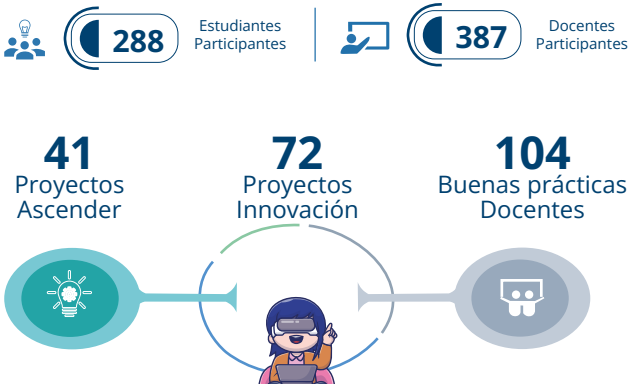 288
Estudiantes
Participantes
387
Docentes
Participantes
41
Proyectos
Ascender
72
Proyectos
Innovación
104
Buenas prácticas
Docentes